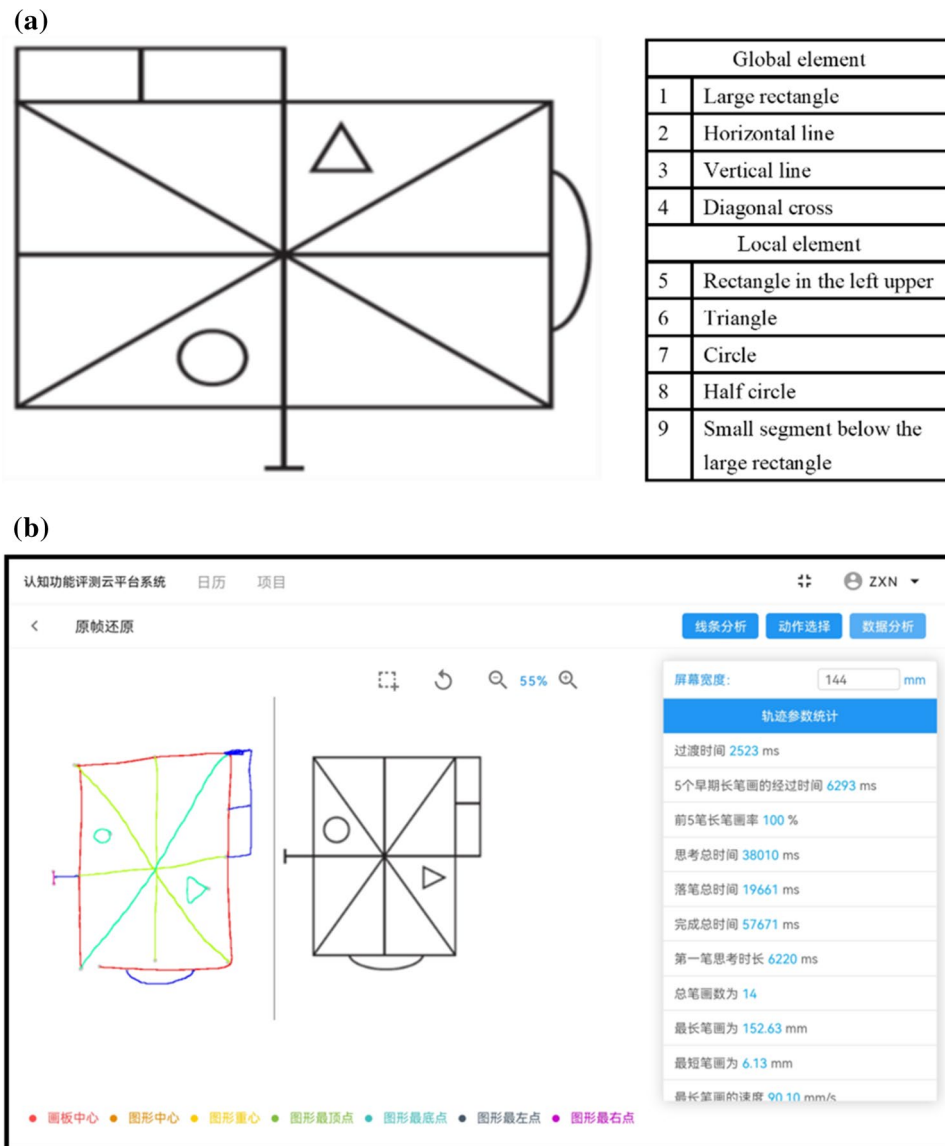 (a)
Global element
1 Large rectangle
2 Horizontal line
3 Vertical line
4 Diagonal cross
Local element
5 Rectangle in the left upper
6 Triangle
7 Circle
8 Half circle
9 Small segment below the
large rectangle
(b)
认知功能评测云平台系统 日历 项目 ZXN
原帧还原 线条分析 动作选择 数据分析
55%
屏幕宽度: 144 mm
轨迹参数统计
过渡时间 2523 ms
5个早期长笔画的经过时间 6293 ms
前5笔长笔画率 100 %
思考总时间 38010 ms
落笔总时间 19661 ms
完成总时间 57671 ms
第一笔思考时长 6220 ms
总笔画数为 14
最长笔画为 152.63 mm
最短笔画为 6.13 mm
最长笔画的速度 90.10 mm/s
画板中心 图形中心 图形重心 图形最顶点 图形最底点 图形最左点 图形最右点